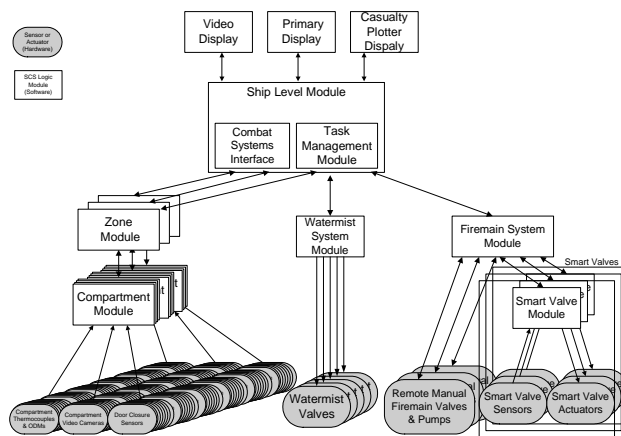 Sensor or
Actuator
(Hardware)
SCS Logic
Module
(Software)
Video
Display
Primary
Display
Casualty
Plotter
Dispaly
Ship Level Module
Combat
Systems
Interface
Task
Management
Module
Zone
Module
Watermist
System
Module
Firemain System
Module
Smart Valves
Compartment
Module
Smart Valve
Module
Compartment
Thermocouples
& ODMs
Compartment
Video Cameras
Door Closure
Sensors
Watermist
Valves
Remote Manual
Firemain Valves
& Pumps
Smart Valve
Sensors
Smart Valve
Actuators